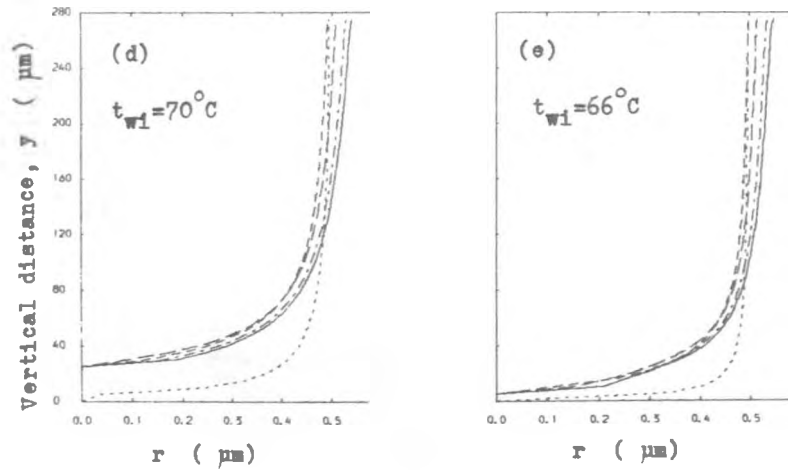 280
240
200
160
120
80
40
0
Vertical distance, y ( µm)
(d)
t_wi=70°C
0.0 0.1 0.2 0.3 0.4 0.5
r ( µm)
(e)
t_wi=66°C
0.0 0.1 0.2 0.3 0.4 0.5
r ( µm)